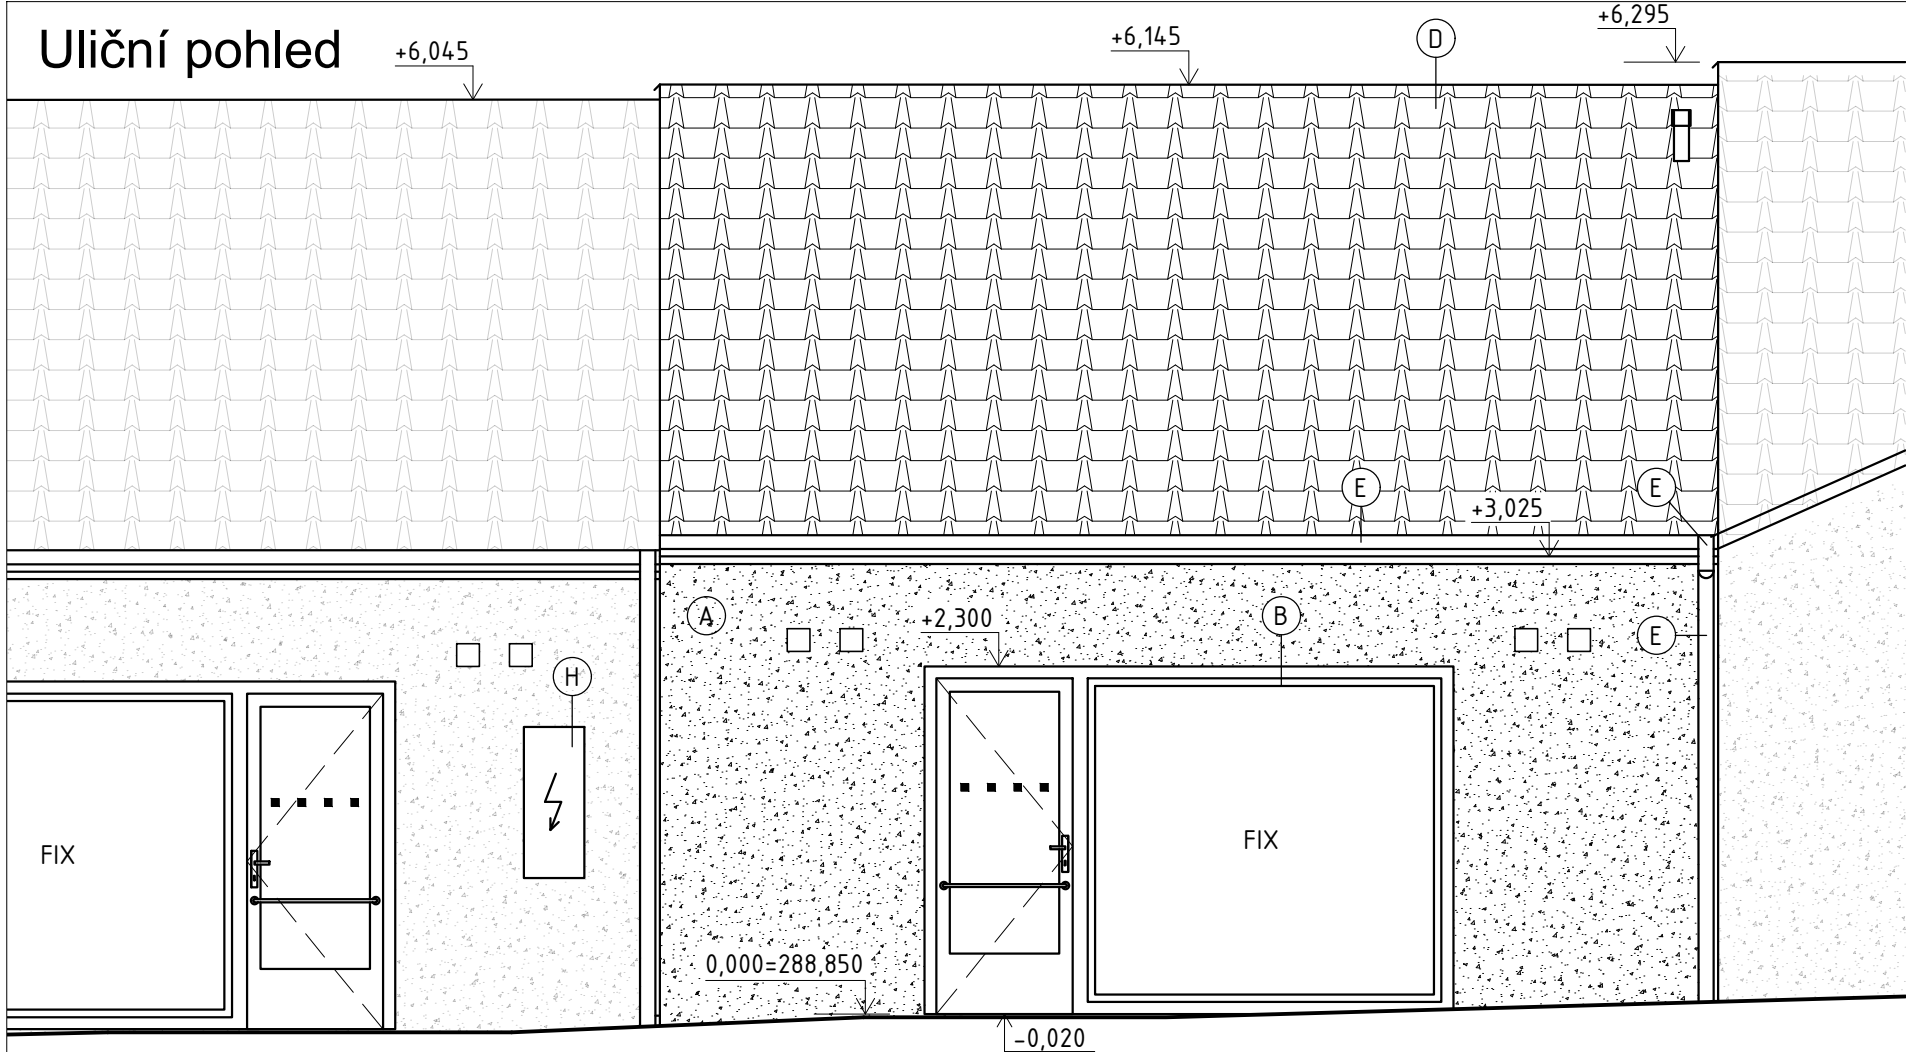 Uliční pohled
+6,045
+6,145
D
+6,295
E
E
+3,025
A
+2,300
B
E
H
FIX
FIX
0,000=288,850
-0,020